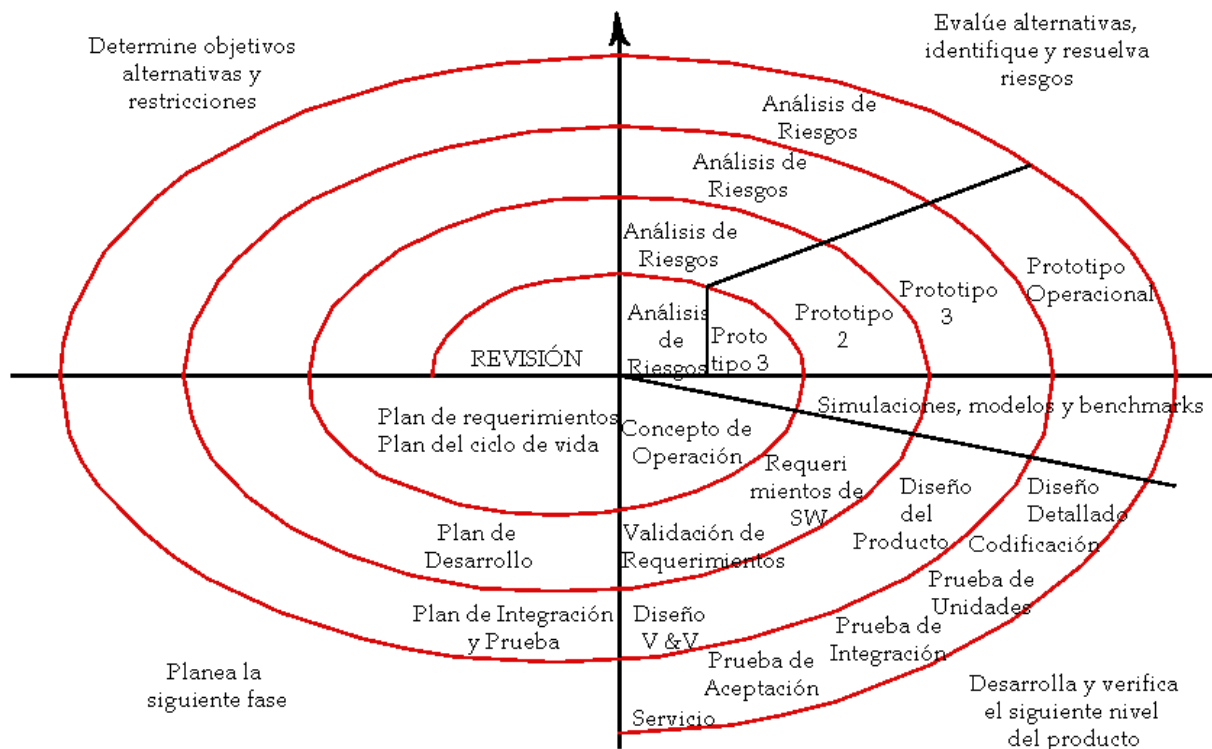 Determine objetivos
alternativas y
restricciones
Evalúe alternativas,
identifique y resuelva
riesgos
Análisis de
Riesgos
Análisis de
Riesgos
Análisis de
Riesgos
Análisis
de
Riesgos
Proto
tipo 3
Prototipo
2
Prototipo
3
Prototipo
Operacional
REVISIÓN
Simulaciones, modelos y benchmarks
Plan de requerimientos
Plan del ciclo de vida
Concepto de
Operación
Requeri
mientos de
SW
Diseño
del
Producto
Diseño
Detallado
Codificación
Plan de
Desarrollo
Validación de
Requerimientos
Prueba de
Unidades
Plan de Integración
y Prueba
Diseño
V &V
Prueba de
Integración
Prueba de
Aceptación
Servicio
Planea la
siguiente fase
Desarrolla y verifica
el siguiente nivel
del producto